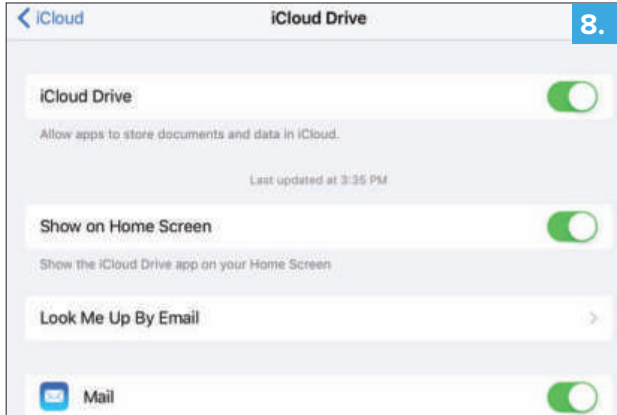 iCloud
iCloud Drive
8.
iCloud Drive
Allow apps to store documents and data in iCloud.
Last updated at 3:35 PM
Show on Home Screen
Show the iCloud Drive app on your Home Screen
Look Me Up By Email
Mail